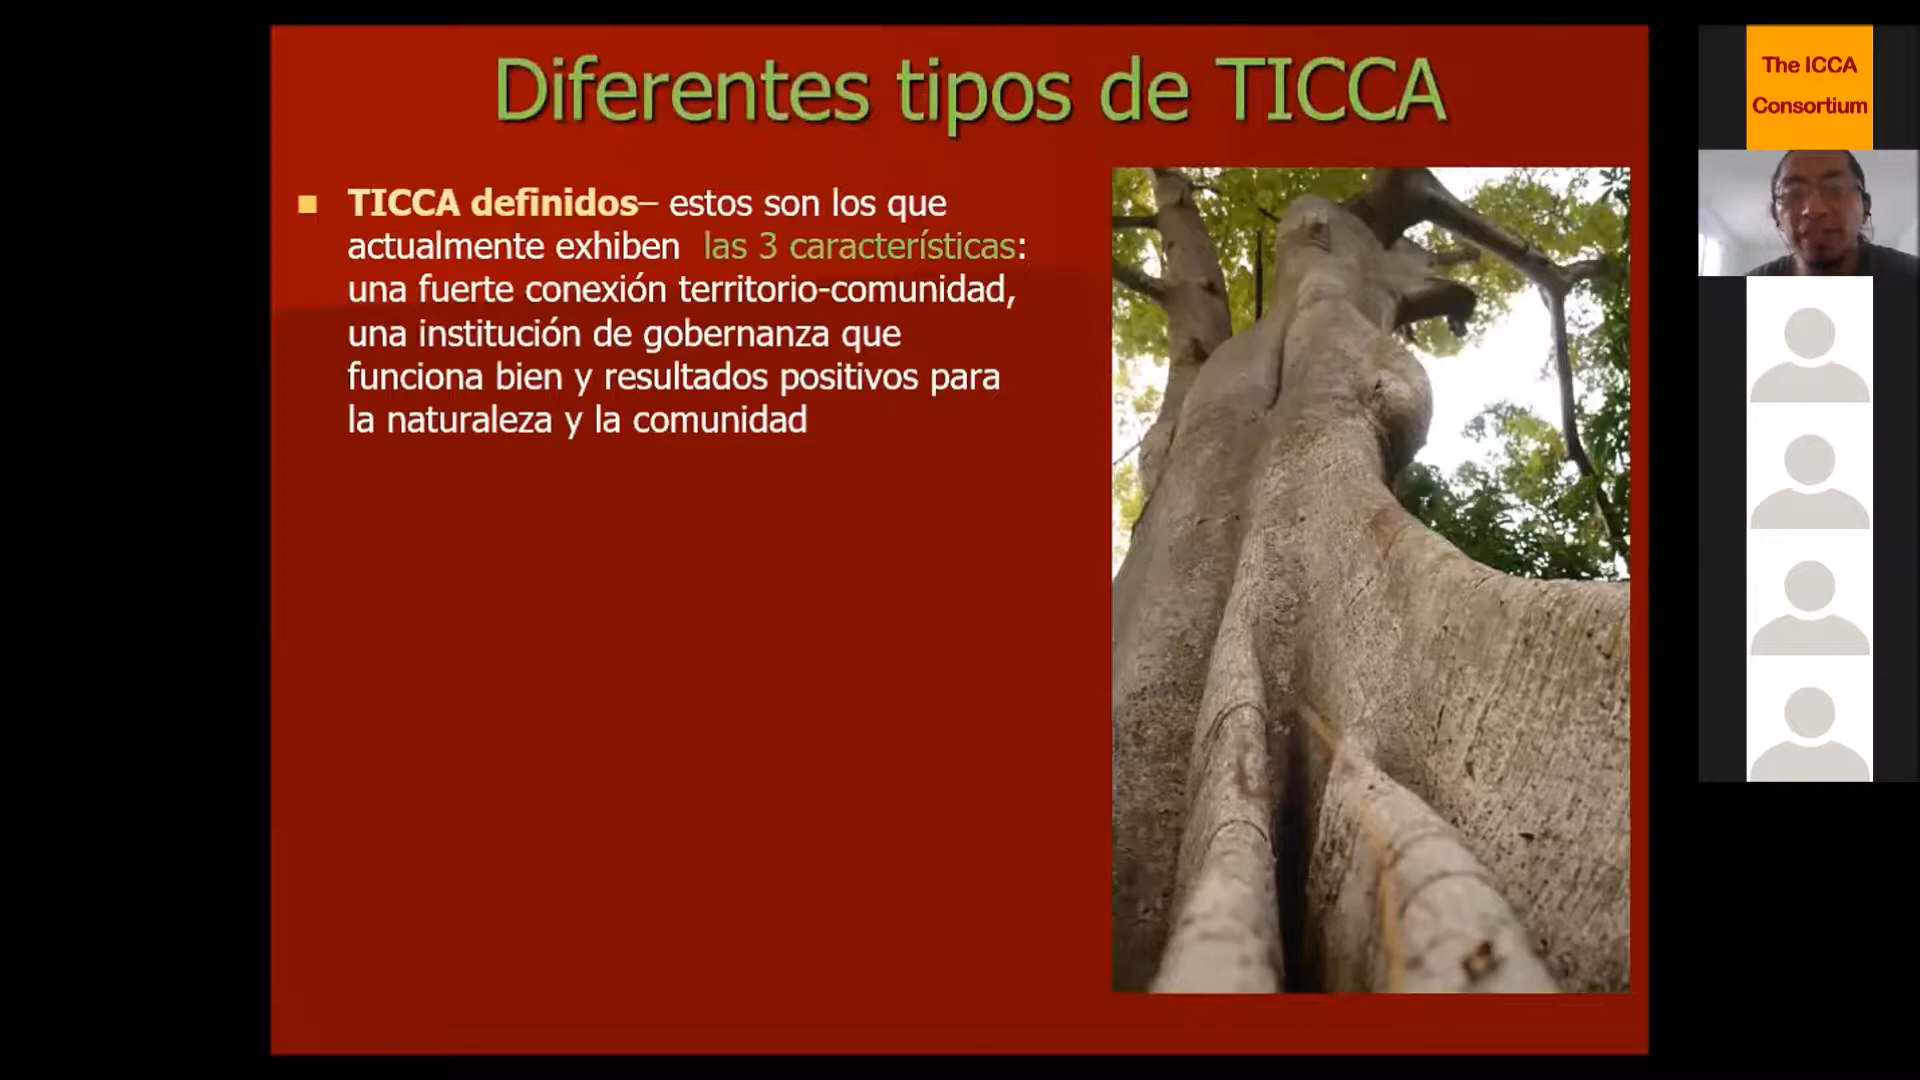 Diferentes tipos de TICCA
TICCA definidos– estos son los que
actualmente exhiben las 3 características:
una fuerte conexión territorio-comunidad,
una institución de gobernanza que
funciona bien y resultados positivos para
la naturaleza y la comunidad
The ICCA
Consortium